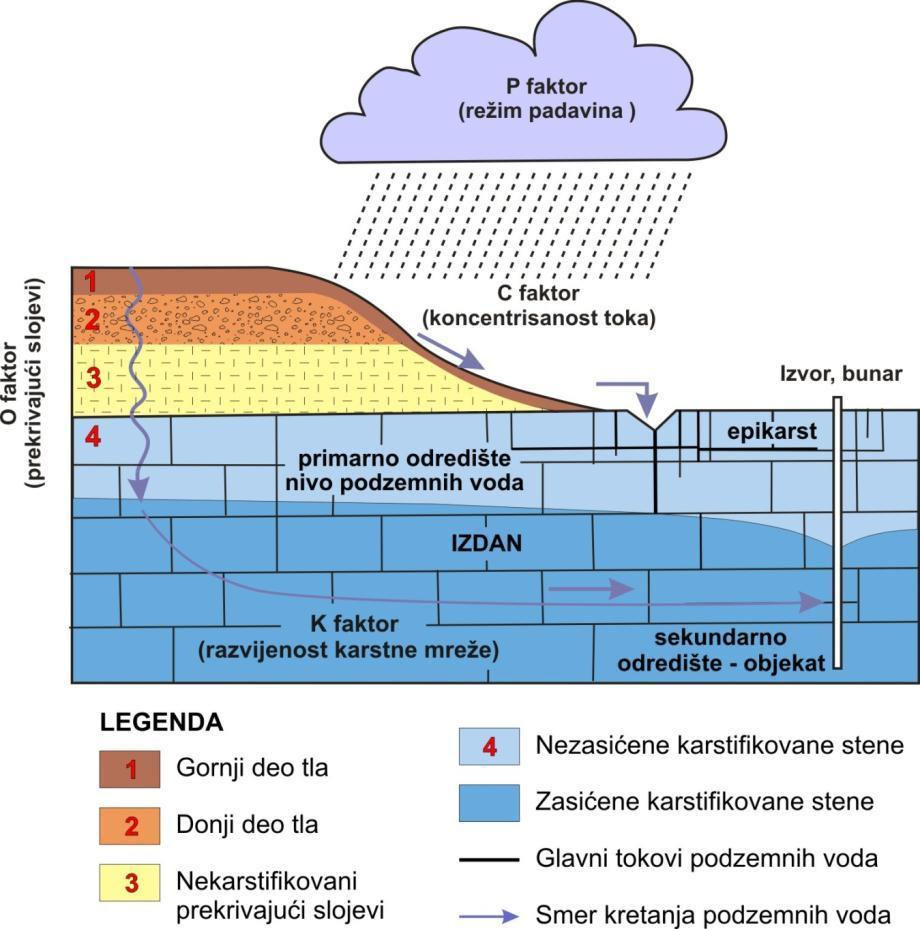 P faktor
(režim padavina )
C faktor
(koncentrisanost toka)
O faktor
(prekrivajući slojevi)
1
2
3
4
Izvor, bunar
epikarst
primarno odredište
nivo podzemnih voda
IZDAN
K faktor
(razvijenost karstne mreže)
sekundarno
odredište - objekat
LEGENDA
1 Gornji deo tla
2 Donji deo tla
3 Nekarstifikovani
prekrivajući slojevi
4 Nezasićene karstifikovane stene
Zasićene karstifikovane stene
Glavni tokovi podzemnih voda
Smer kretanja podzemnih voda